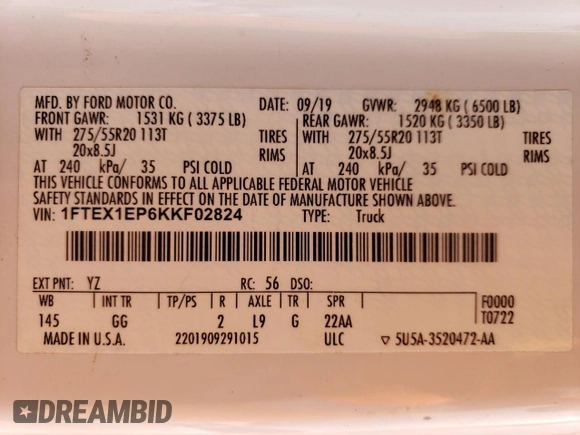 MFD. BY FORD MOTOR CO. DATE: 09/19 GVWR: 2948 KG ( 6500 LB)
FRONT GAWR: 1531 KG ( 3375 LB) REAR GAWR: 1520 KG ( 3350 LB)
WITH 275/55R20 113T TIRES WITH 275/55R20 113T TIRES
20x8.5J RIMS 20x8.5J RIMS
AT 240 kPa/ 35 PSI COLD AT 240 kPa/ 35 PSI COLD
THIS VEHICLE CONFORMS TO ALL APPLICABLE FEDERAL MOTOR VEHICLE
SAFETY STANDARDS IN EFFECT ON THE DATE OF MANUFACTURE SHOWN ABOVE.
VIN: 1FTEX1EP6KKF02824 TYPE: Truck
EXT PNT: YZ RC: 56 DSO:
WB INT TR TP/PS R AXLE TR SPR F0000
145 GG 2 L9 G 22AA T0722
MADE IN U.S.A. 2201909291015 ULC ▽ 5U5A-3520472-AA
DREAMBID